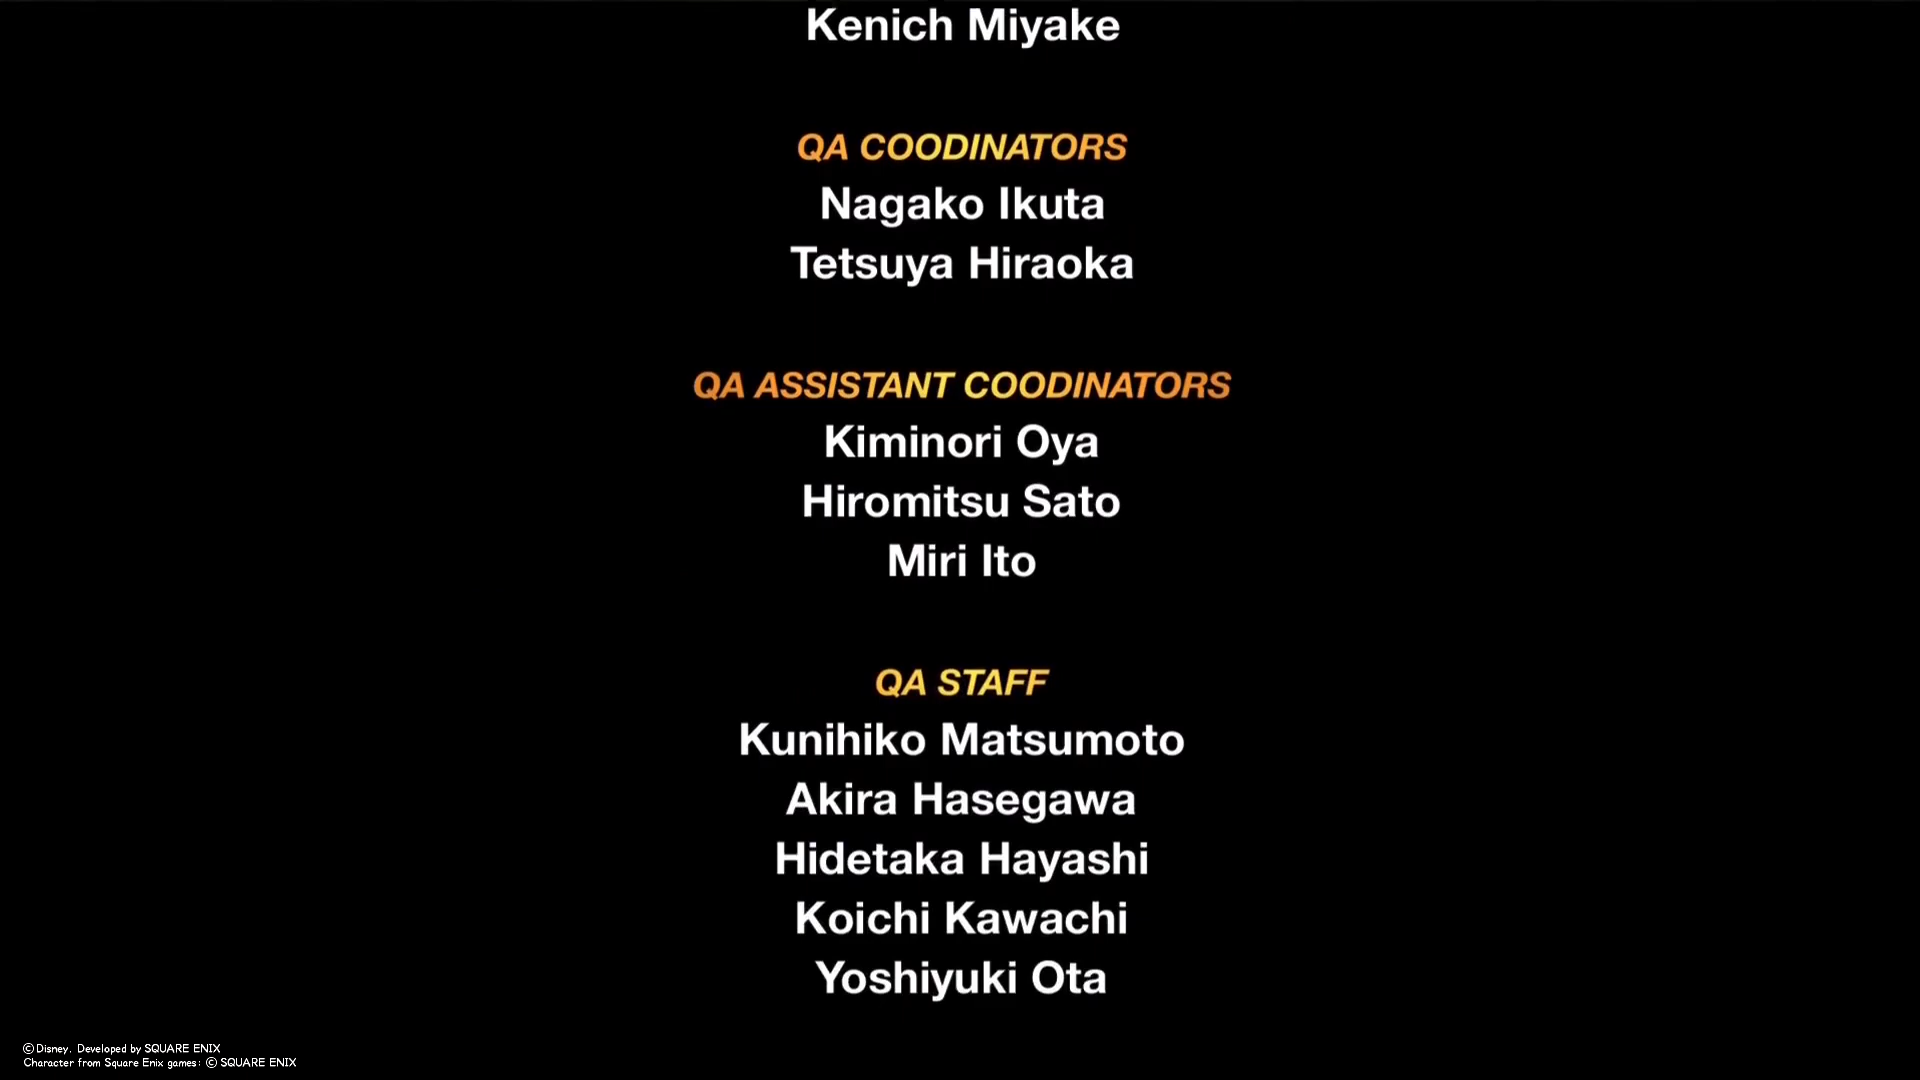 Kenich Miyake
QA COODINATORS
Nagako Ikuta
Tetsuya Hiraoka
QA ASSISTANT COODINATORS
Kiminori Oya
Hiromitsu Sato
Miri Ito
QA STAFF
Kunihiko Matsumoto
Akira Hasegawa
Hidetaka Hayashi
Koichi Kawachi
Yoshiyuki Ota
©Disney. Developed by SQUARE ENIX
Character from Square Enix games: © SQUARE ENIX